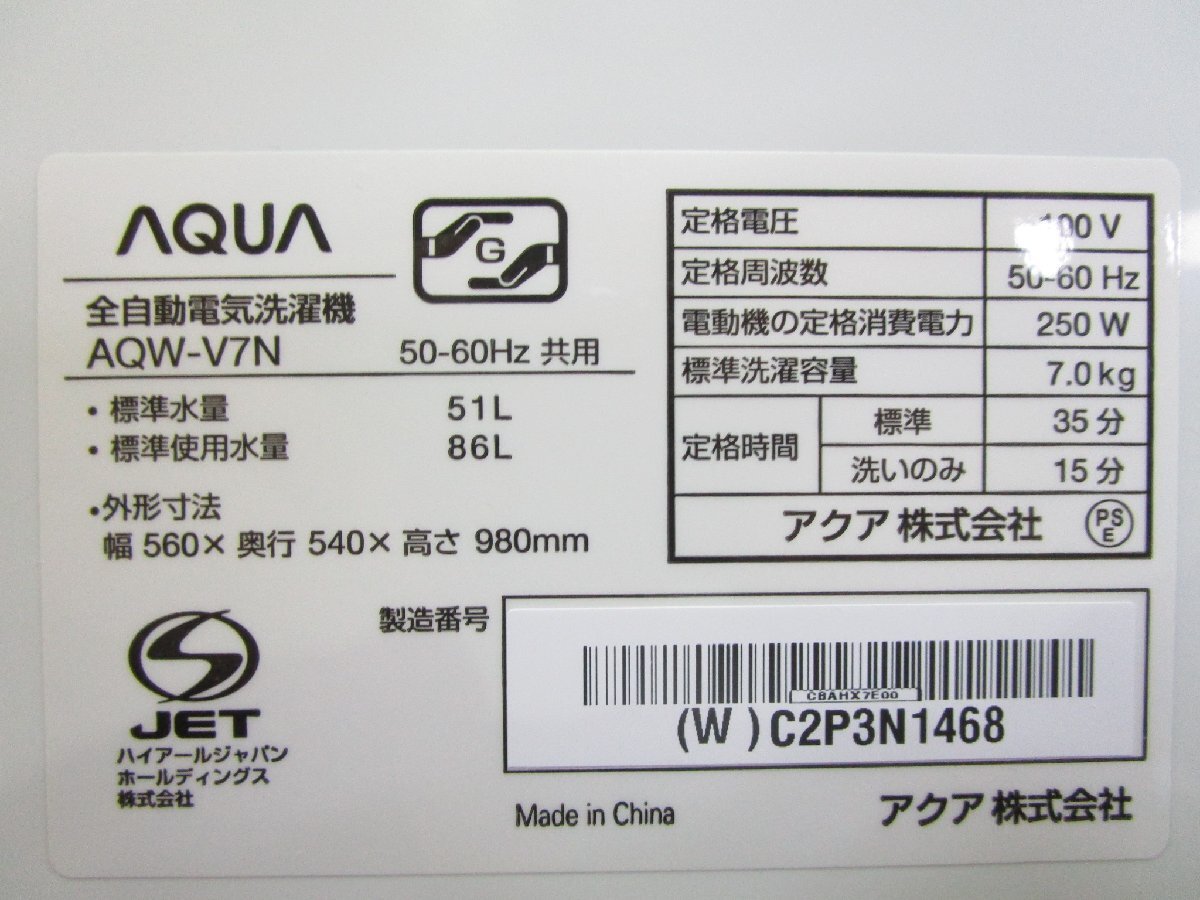 AQUA
G
全自動電気洗濯機
AQW-V7N 50-60Hz 共用
・標準水量 51L
・標準使用水量 86L
・外形寸法
幅 560× 奥行 540× 高さ 980mm
定格電圧 100 V
定格周波数 50-60 Hz
電動機の定格消費電力 250 W
標準洗濯容量 7.0kg
定格時間 標準 35 分
洗いのみ 15 分
アクア 株式会社 PS E
JET
ハイアールジャパン
ホールディングス
株式会社
製造番号
CBAHX7E00
(W)C2P3N1468
Made in China
アクア 株式会社